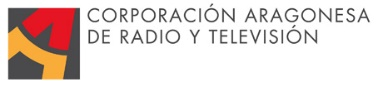 CORPORACIÓN ARAGONESA
DE RADIO Y TELEVISIÓN